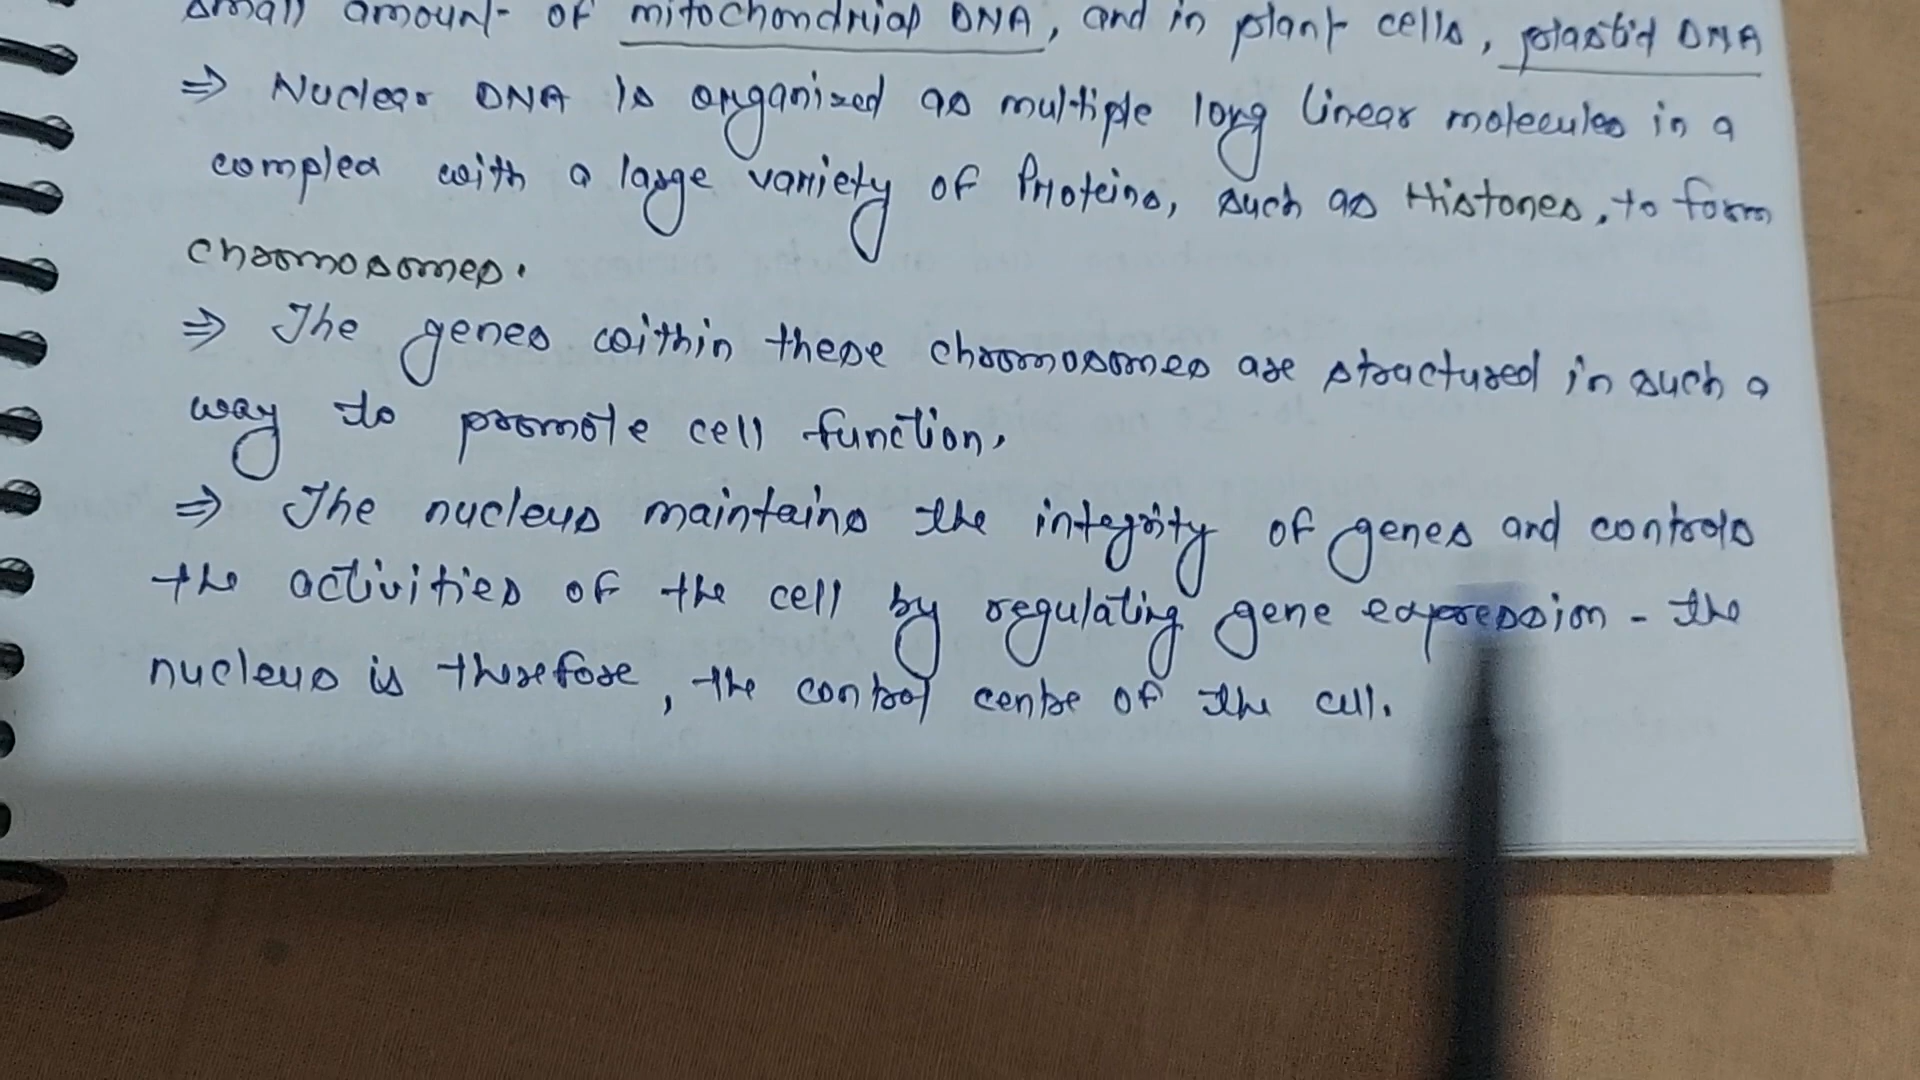 small amount of mitochondrial DNA, and in plant cells, plastid DNA
⇒ Nuclear DNA is organized as multiple long linear molecules in a
complex with a large variety of Proteins, such as Histones, to form
chromosomes.
⇒ The genes within these chromosomes are structured in such a
way to promote cell function.
⇒ The nucleus maintains the integrity of genes and controls
the activities of the cell by regulating gene expression - the
nucleus is therefore, the control centre of the cell.